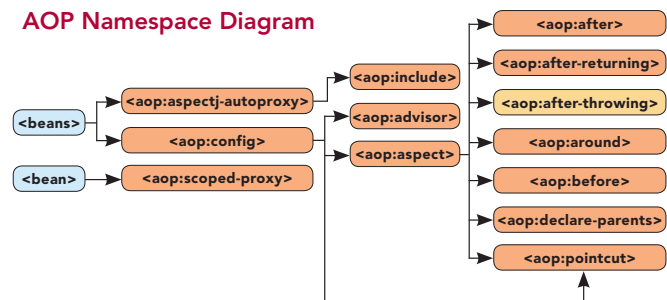 AOP Namespace Diagram
<beans>
<bean>
<aop:aspectj-autoproxy>
<aop:config>
<aop:scoped-proxy>
<aop:include>
<aop:advisor>
<aop:aspect>
<aop:after>
<aop:after-returning>
<aop:after-throwing>
<aop:around>
<aop:before>
<aop:declare-parents>
<aop:pointcut>